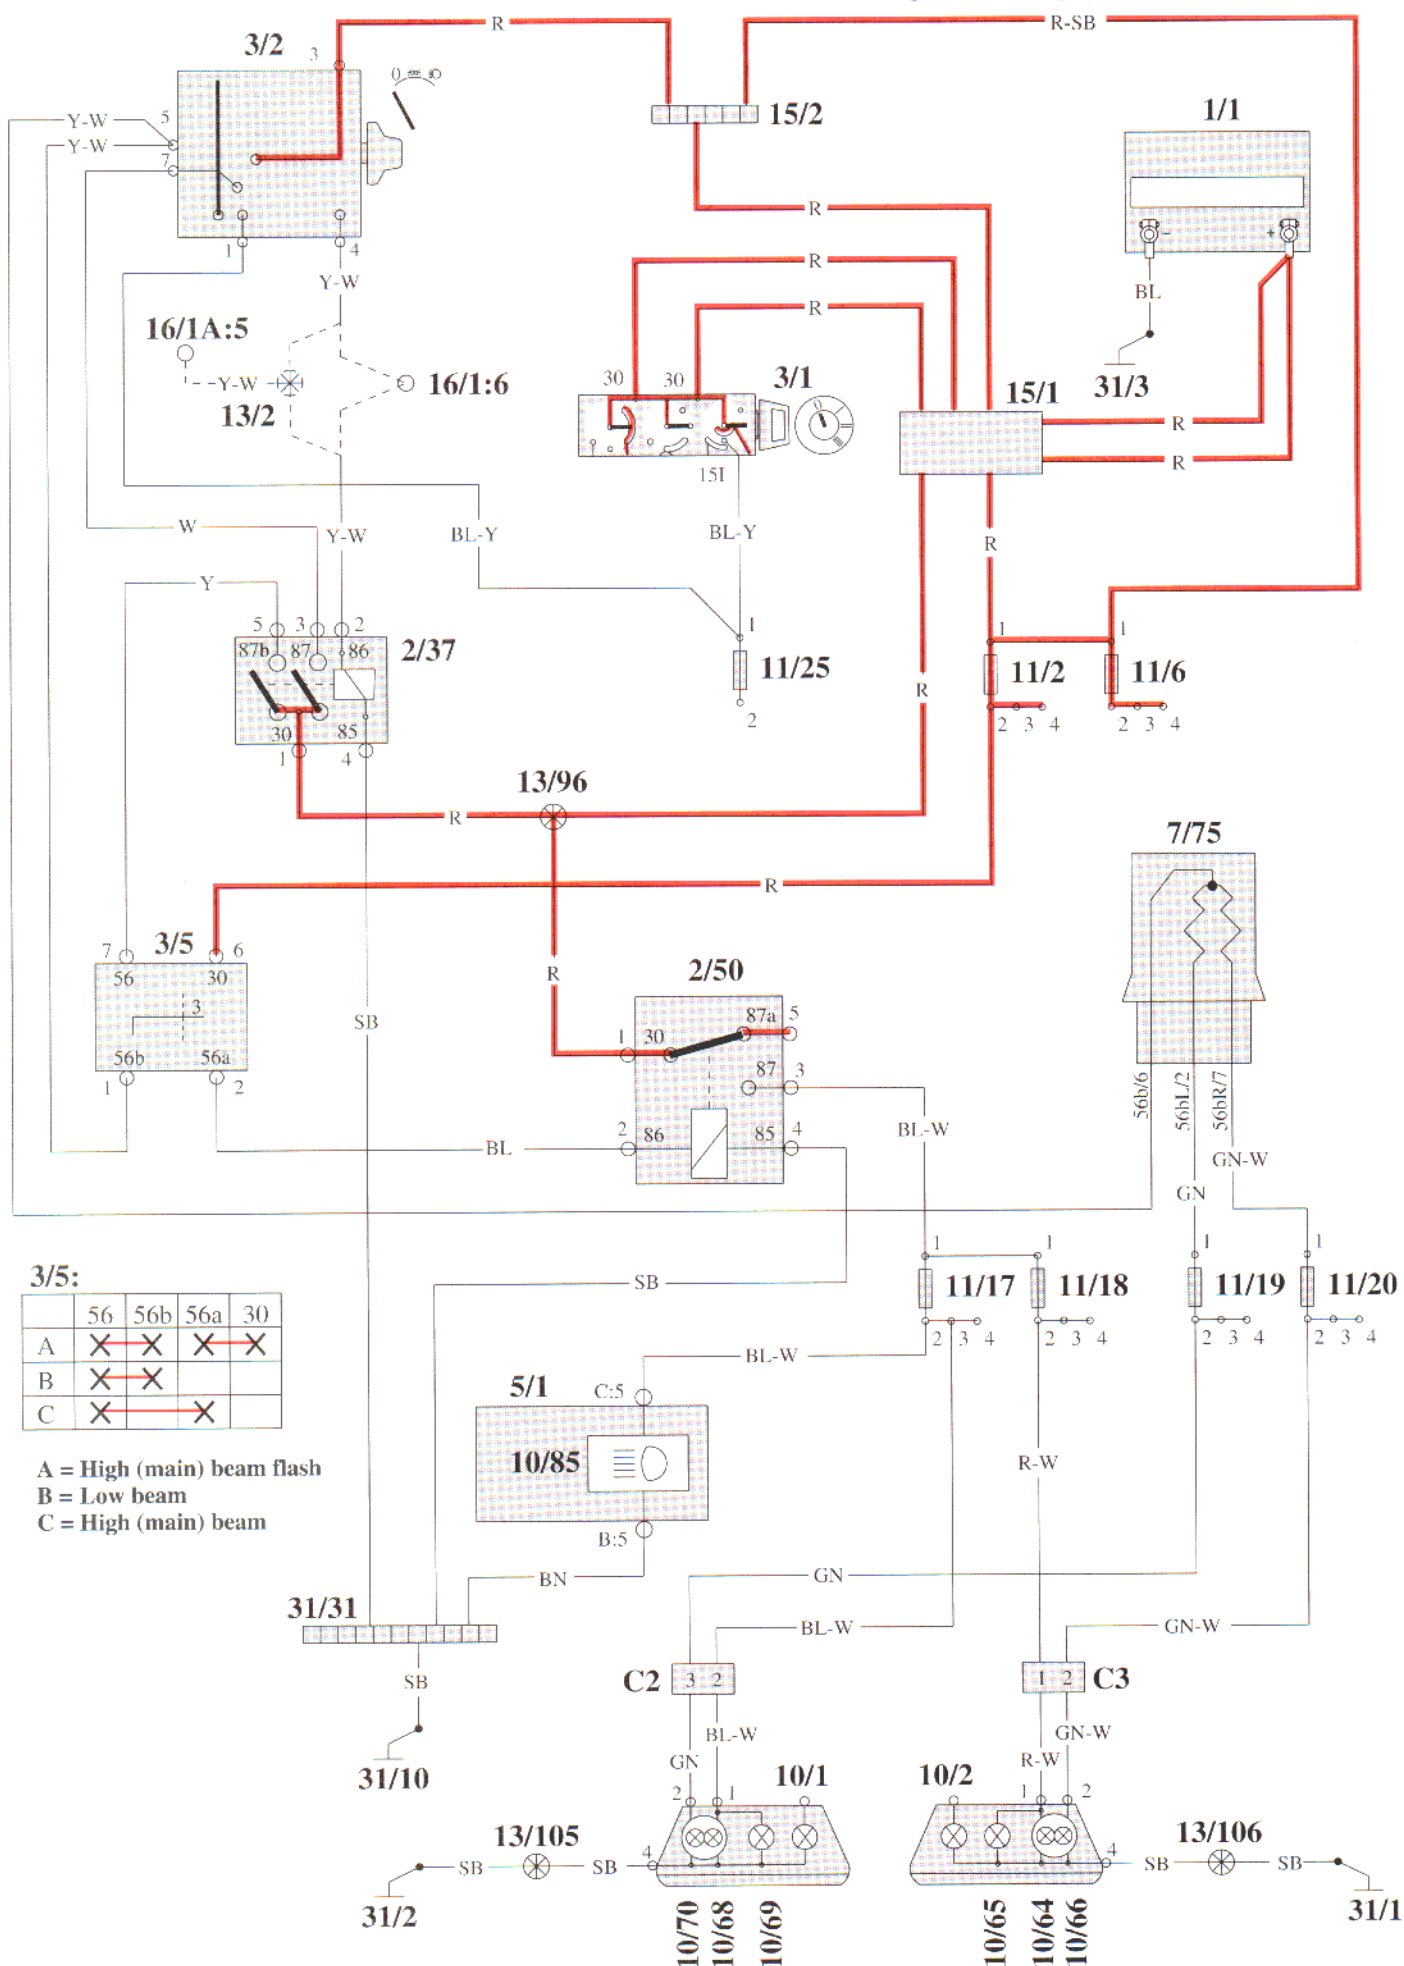 R
R-SB
3/2
3
0
15/2
1/1
5
Y-W
Y-W
7
R
- +
1
4
R
Y-W
BL
16/1A:5
R
31/3
Y-W
16/1:6
30
30
3/1
0
15/1
13/2
R
R
15I
W
Y-W
BL-Y
BL-Y
R
Y
5
3
2
1
1
1
87b
87
86
2/37
11/25
11/2
11/6
R
30
85
2
2 3 4
2 3 4
1
4
13/96
R
7/75
R
7
3/5
6
56
30
R
2/50
3
SB
87a
5
1
30
56b
56a
87
3
1
2
56b/6
56bL/2
56bR/7
BL
2
86
85
4
BL-W
GN-W
GN
1
1
1
1
3/5:
SB
11/17
11/18
11/19
11/20
56 56b 56a 30
A
2 3 4
2 3 4
2 3 4
2 3 4
B
BL-W
C
5/1
C:5
A = High (main) beam flash
B = Low beam
C = High (main) beam
10/85
R-W
B:5
BN
GN
31/31
BL-W
GN-W
SB
C2
3 2
1 2
C3
BL-W
GN-W
GN
R-W
31/10
2
1
10/1
10/2
1
2
13/105
4
4
13/106
SB
SB
SB
SB
31/2
31/1
10/70
10/68
10/69
10/65
10/64
10/66